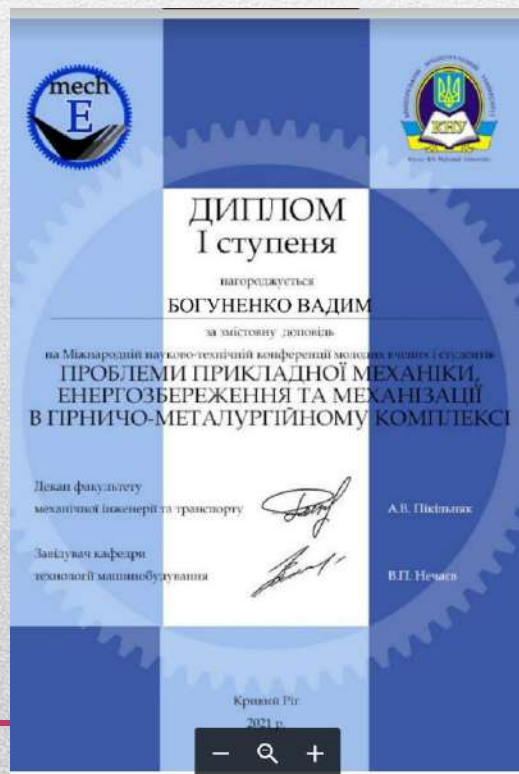 mech
E
КНУ
ДИПЛОМ
І ступеня
нагороджується
БОГУНЕНКО ВАДИМ
за змістовну доповідь
на Міжнародній науково-технічній конференції молодих вчених і студентів
ПРОБЛЕМИ ПРИКЛАДНОЇ МЕХАНІКИ,
ЕНЕРГОЗБЕРЕЖЕННЯ ТА МЕХАНІЗАЦІЇ
В ГІРНИЧО-МЕТАЛУРГІЙНОМУ КОМПЛЕКСІ
Декан факультету
механічної інженерії та транспорту
А.В. Пікільняк
Завідувач кафедри
технології машинобудування
В.П. Нечаєв
Кривий Ріг
2021 р.